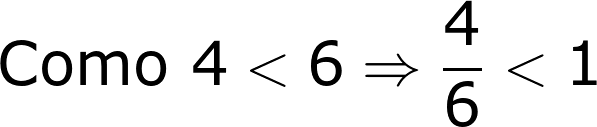 Como 4 < 6 ⇒ 4/6 < 1